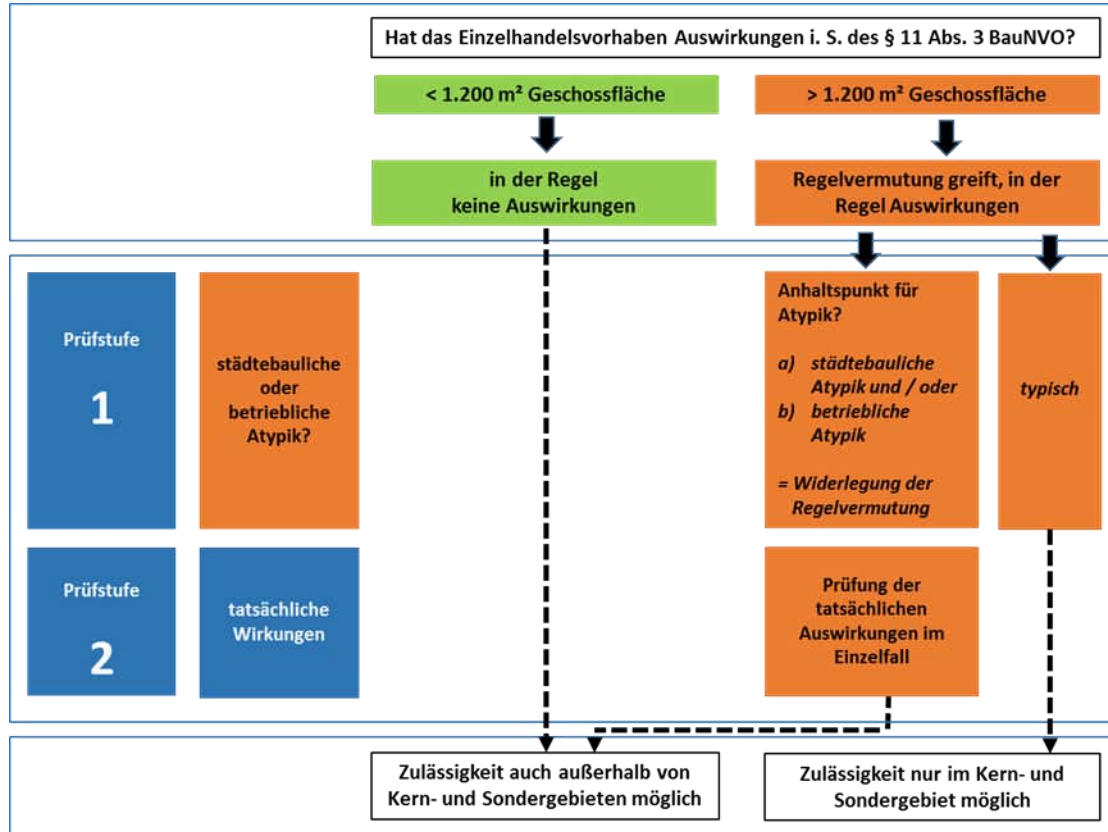 Hat das Einzelhandelsvorhaben Auswirkungen i. S. des § 11 Abs. 3 BauNVO?
< 1.200 m² Geschossfläche
> 1.200 m² Geschossfläche
in der Regel
keine Auswirkungen
Regelvermutung greift, in der
Regel Auswirkungen
Prüfstufe
1
städtebauliche
oder
betriebliche
Atypik?
Anhaltspunkt für
Atypik?
a) städtebauliche
Atypik und / oder
b) betriebliche
Atypik
= Widerlegung der
Regelvermutung
typisch
Prüfstufe
2
tatsächliche
Wirkungen
Prüfung der
tatsächlichen
Auswirkungen im
Einzelfall
Zulässigkeit auch außerhalb von
Kern- und Sondergebieten möglich
Zulässigkeit nur im Kern- und
Sondergebiet möglich